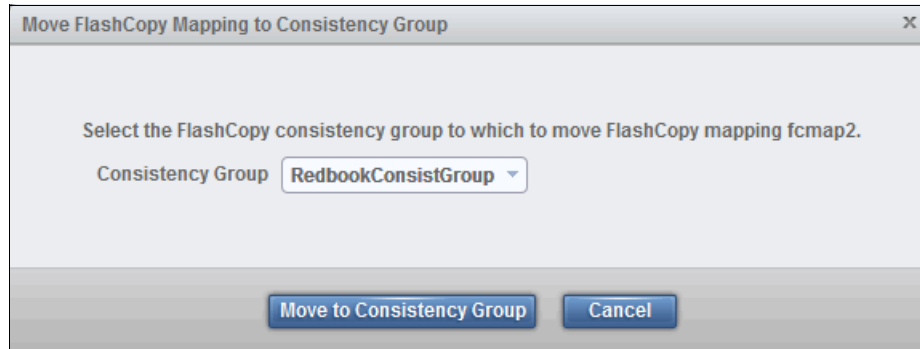 Move FlashCopy Mapping to Consistency Group x
Select the FlashCopy consistency group to which to move FlashCopy mapping fcmap2.
Consistency Group RedbookConsistGroup
Move to Consistency Group Cancel